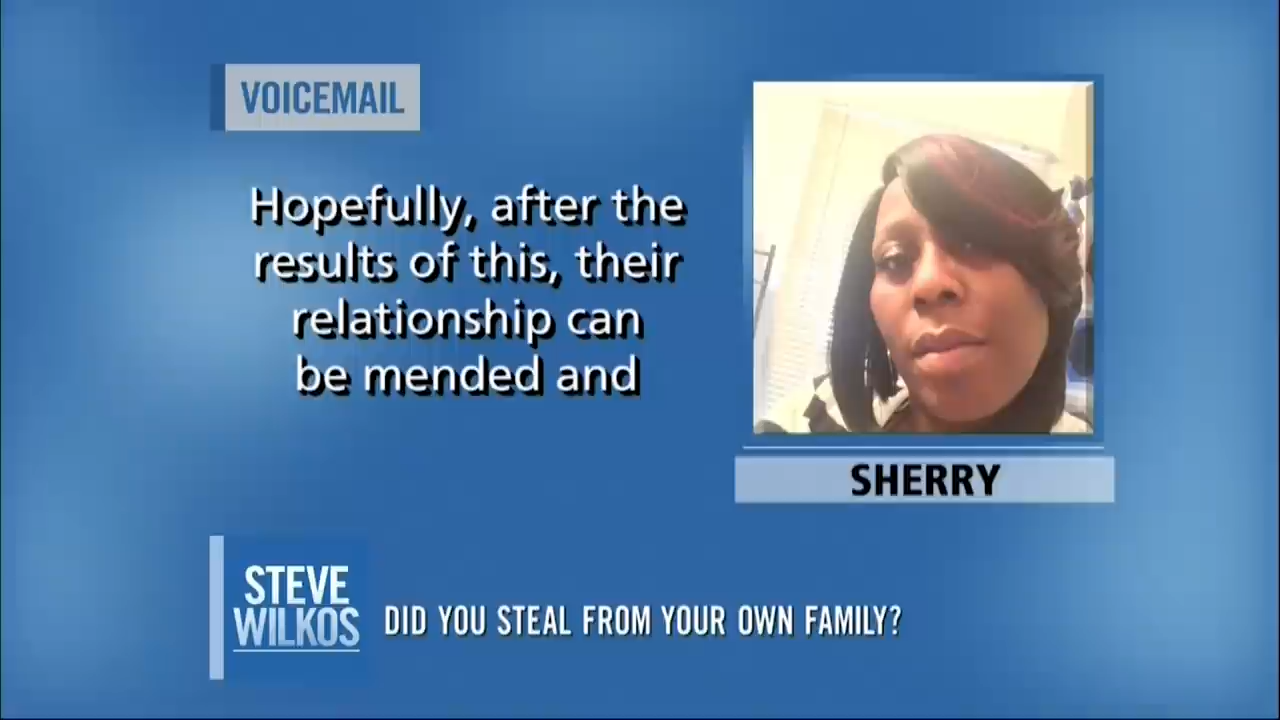 VOICEMAIL
Hopefully, after the
results of this, their
relationship can
be mended and
SHERRY
STEVE
WILKOS
DID YOU STEAL FROM YOUR OWN FAMILY?